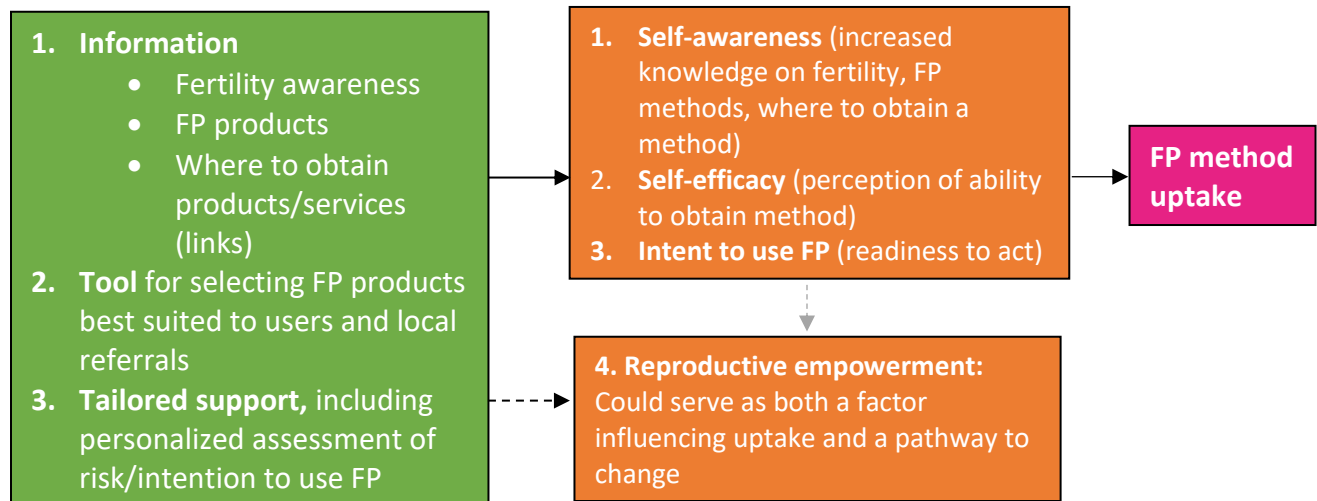 1. Information
• Fertility awareness
• FP products
• Where to obtain
products/services
(links)
2. Tool for selecting FP products
best suited to users and local
referrals
3. Tailored support, including
personalized assessment of
risk/intention to use FP
1. Self-awareness (increased
knowledge on fertility, FP
methods, where to obtain a
method)
2. Self-efficacy (perception of ability
to obtain method)
3. Intent to use FP (readiness to act)
4. Reproductive empowerment:
Could serve as both a factor
influencing uptake and a pathway to
change
FP method
uptake